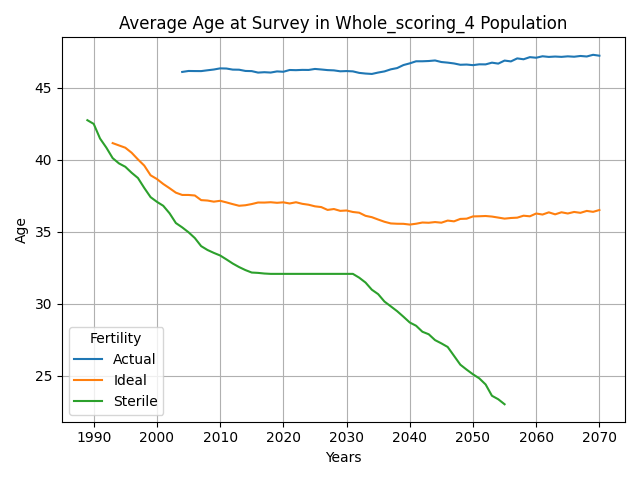 Average Age at Survey in Whole_scoring_4 Population
Age
45
40
35
30
25
Fertility
Actual
Ideal
Sterile
1990 2000 2010 2020 2030 2040 2050 2060 2070
Years